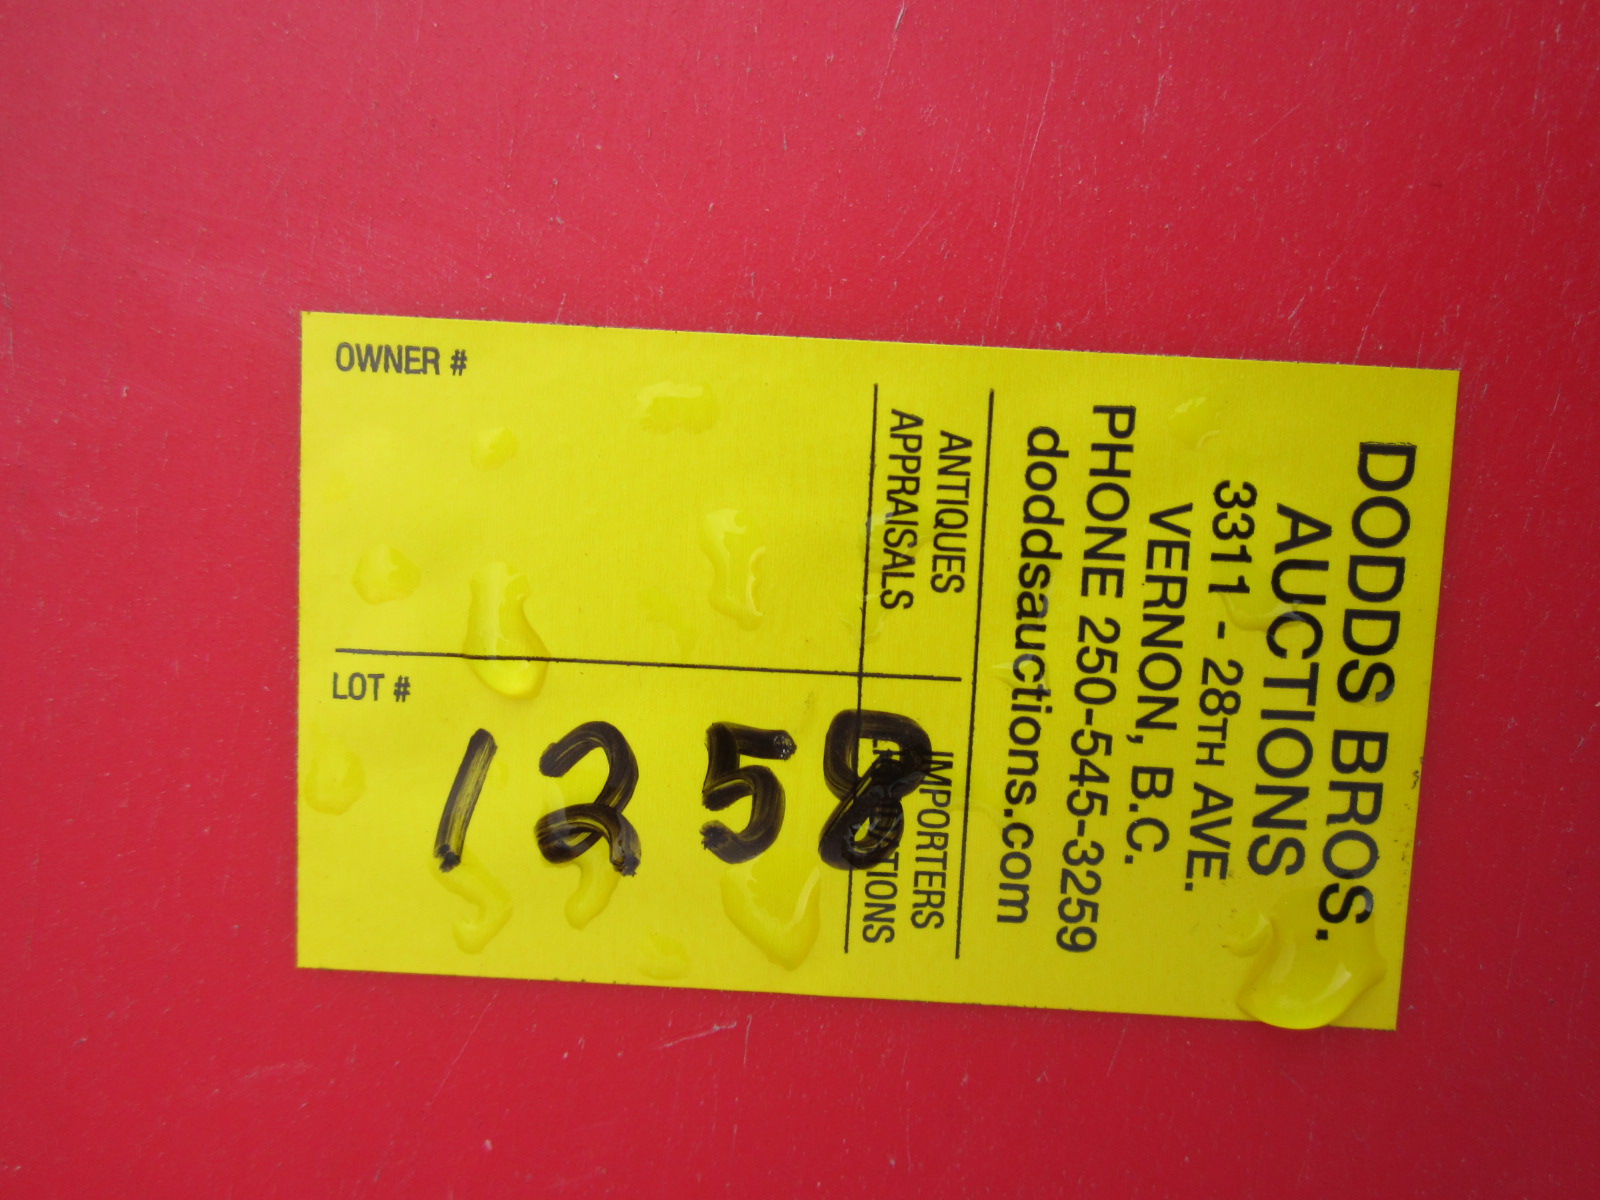 DODDS BROS.
AUCTIONS
3311 - 28TH AVE.
VERNON, B.C.
PHONE 250-545-3259
doddsauctions.com
ANTIQUES
APPRAISALS
IMPORTERS
LIQUIDATIONS
OWNER #
LOT #
1258